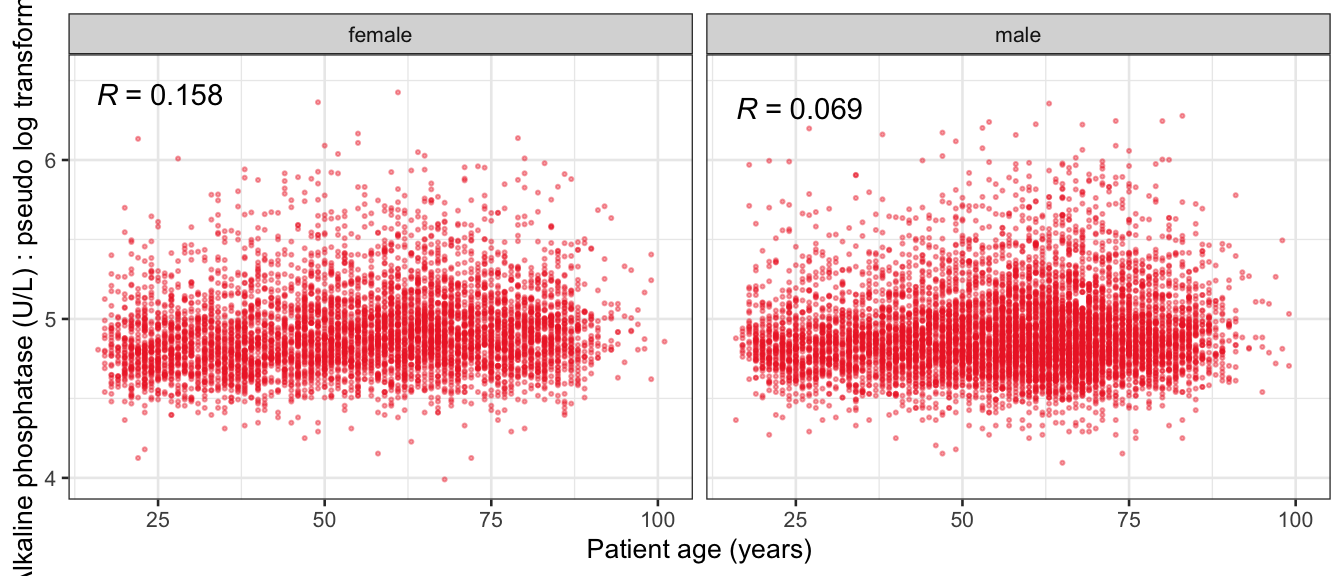 female
male
R = 0.158
R = 0.069
lkaline phosphatase (U/L) : pseudo log transform
6
5
4
25 50 75 100
25 50 75 100
Patient age (years)